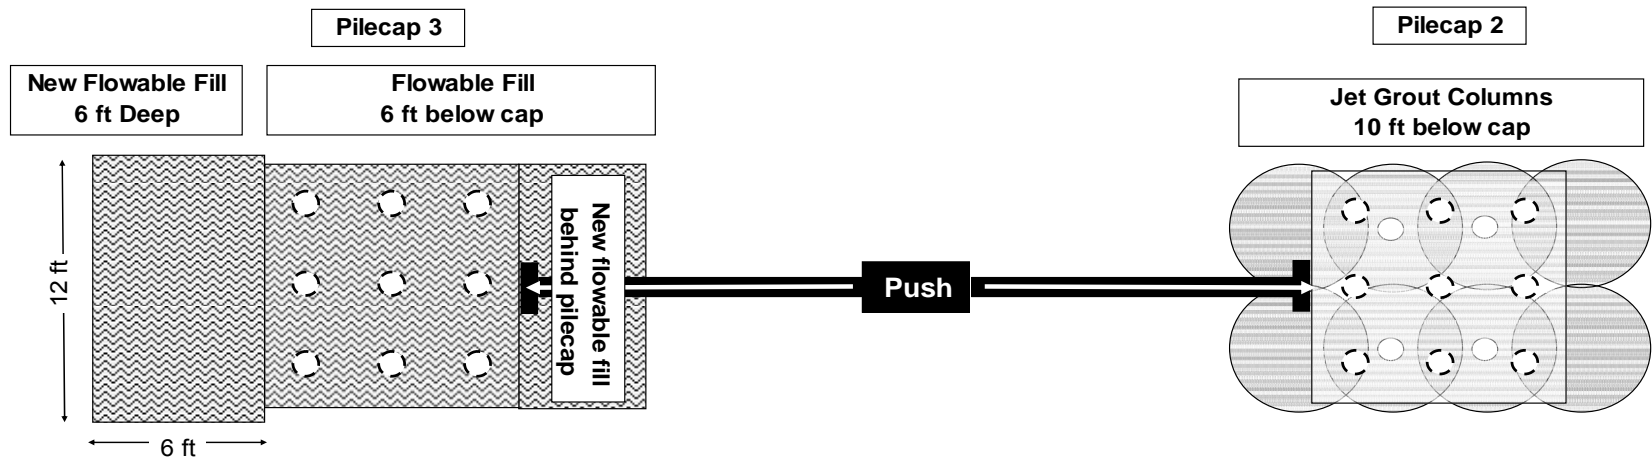 Pilecap 3
Pilecap 2
New Flowable Fill
6 ft Deep
Flowable Fill
6 ft below cap
Jet Grout Columns
10 ft below cap
12 ft
New flowable fill
behind pilecap
Push
6 ft